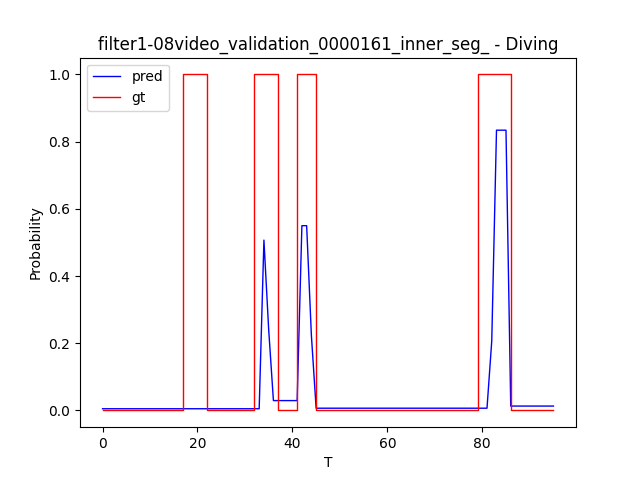 filter1-08video_validation_0000161_inner_seg_ - Diving
pred
gt
1.0
0.8
0.6
0.4
0.2
0.0
Probability
0 20 40 60 80
T